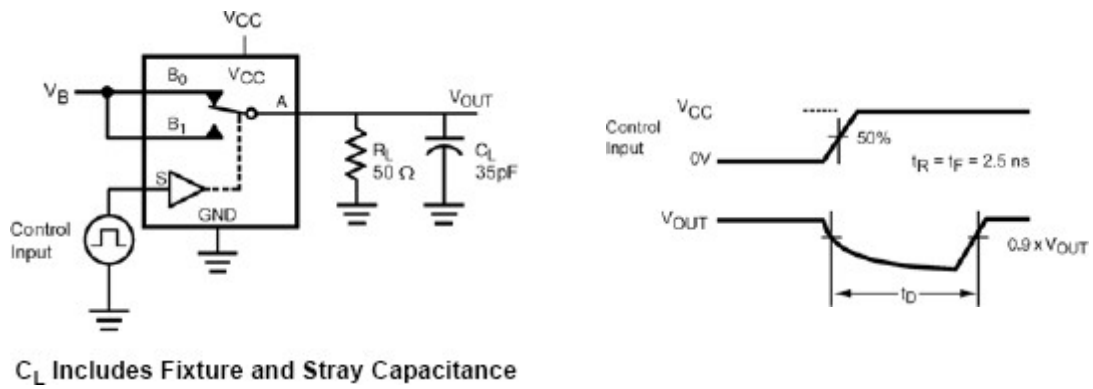 VCC
VCC
B0
VB
A
VOUT
B1
RL
50 Ω
CL
35pF
S
GND
Control
Input
VCC
Control
Input
50%
0V
tR = tF = 2.5 ns
VOUT
0.9 x VOUT
tD
CL Includes Fixture and Stray Capacitance